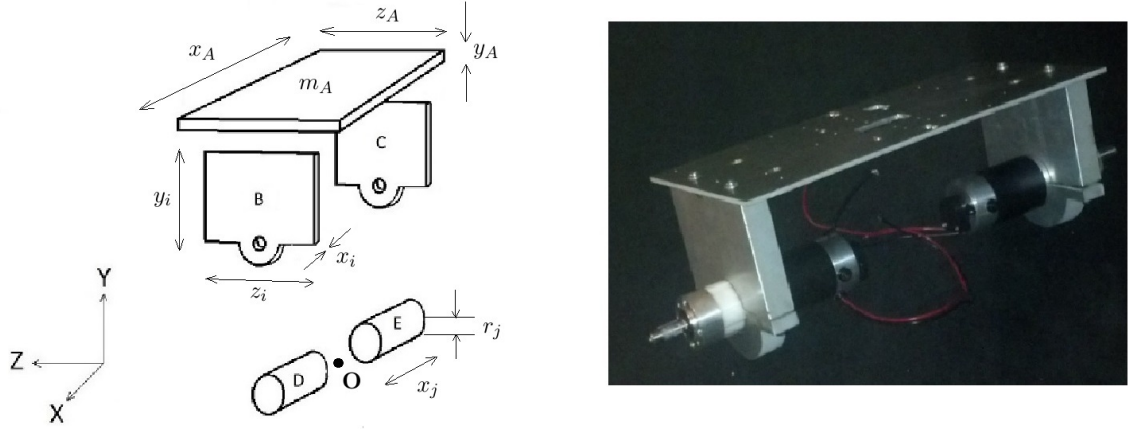 z_A
x_A
y_A
m_A
C
y_i
B
x_i
z_i
Y
E
r_j
Z
D
O
x_j
X